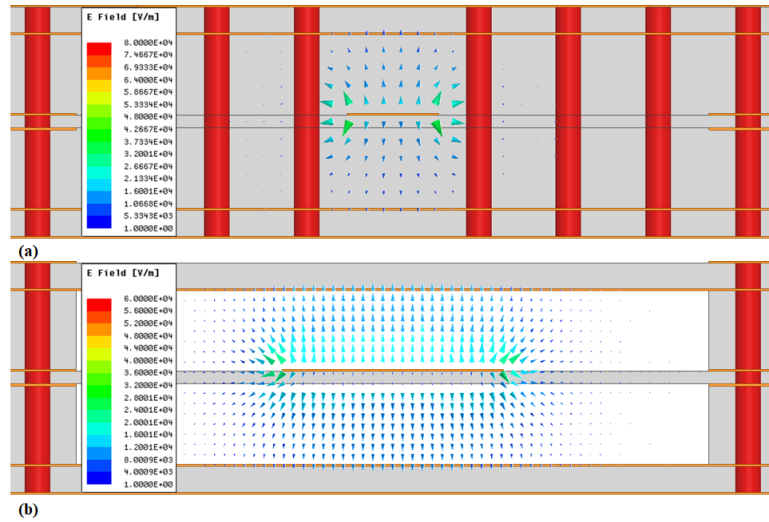 (a)
E Field [V/m]
8.0000E+04
7.4667E+04
6.9333E+04
6.4000E+04
5.8667E+04
5.3334E+04
4.8000E+04
4.2667E+04
3.7334E+04
3.2001E+04
2.6667E+04
2.1334E+04
1.6001E+04
1.0668E+04
5.3343E+03
1.0000E+00
(b)
E Field [V/m]
6.0000E+04
5.6000E+04
5.2000E+04
4.8000E+04
4.4000E+04
4.0000E+04
3.6000E+04
3.2000E+04
2.8001E+04
2.4001E+04
2.0001E+04
1.6001E+04
1.2001E+04
8.0009E+03
4.0009E+03
1.0000E+00